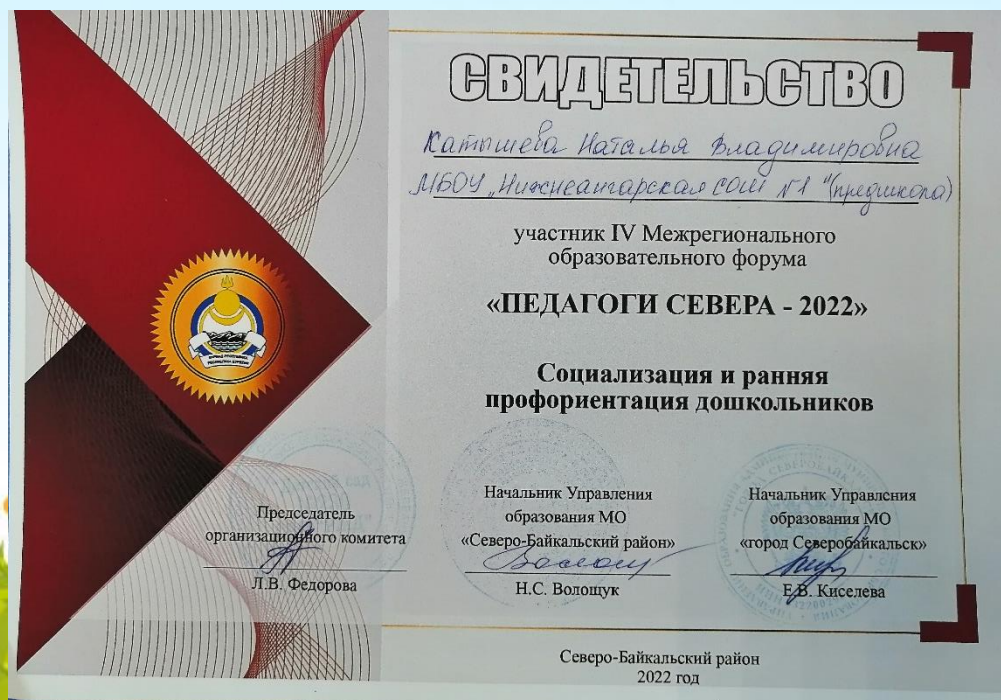 СВИДЕТЕЛЬСТВО
Катышева Наталья Владимировна
МБОУ „Нижнеангарская СОШ №1" (предшкола)
участник IV Межрегионального
образовательного форума
«ПЕДАГОГИ СЕВЕРА - 2022»
Социализация и ранняя
профориентация дошкольников
Председатель
организационного комитета
Л.В. Федорова
Начальник Управления
образования МО
«Северо-Байкальский район»
Н.С. Волощук
Начальник Управления
образования МО
«город Северобайкальск»
Е.В. Киселева
Северо-Байкальский район
2022 год